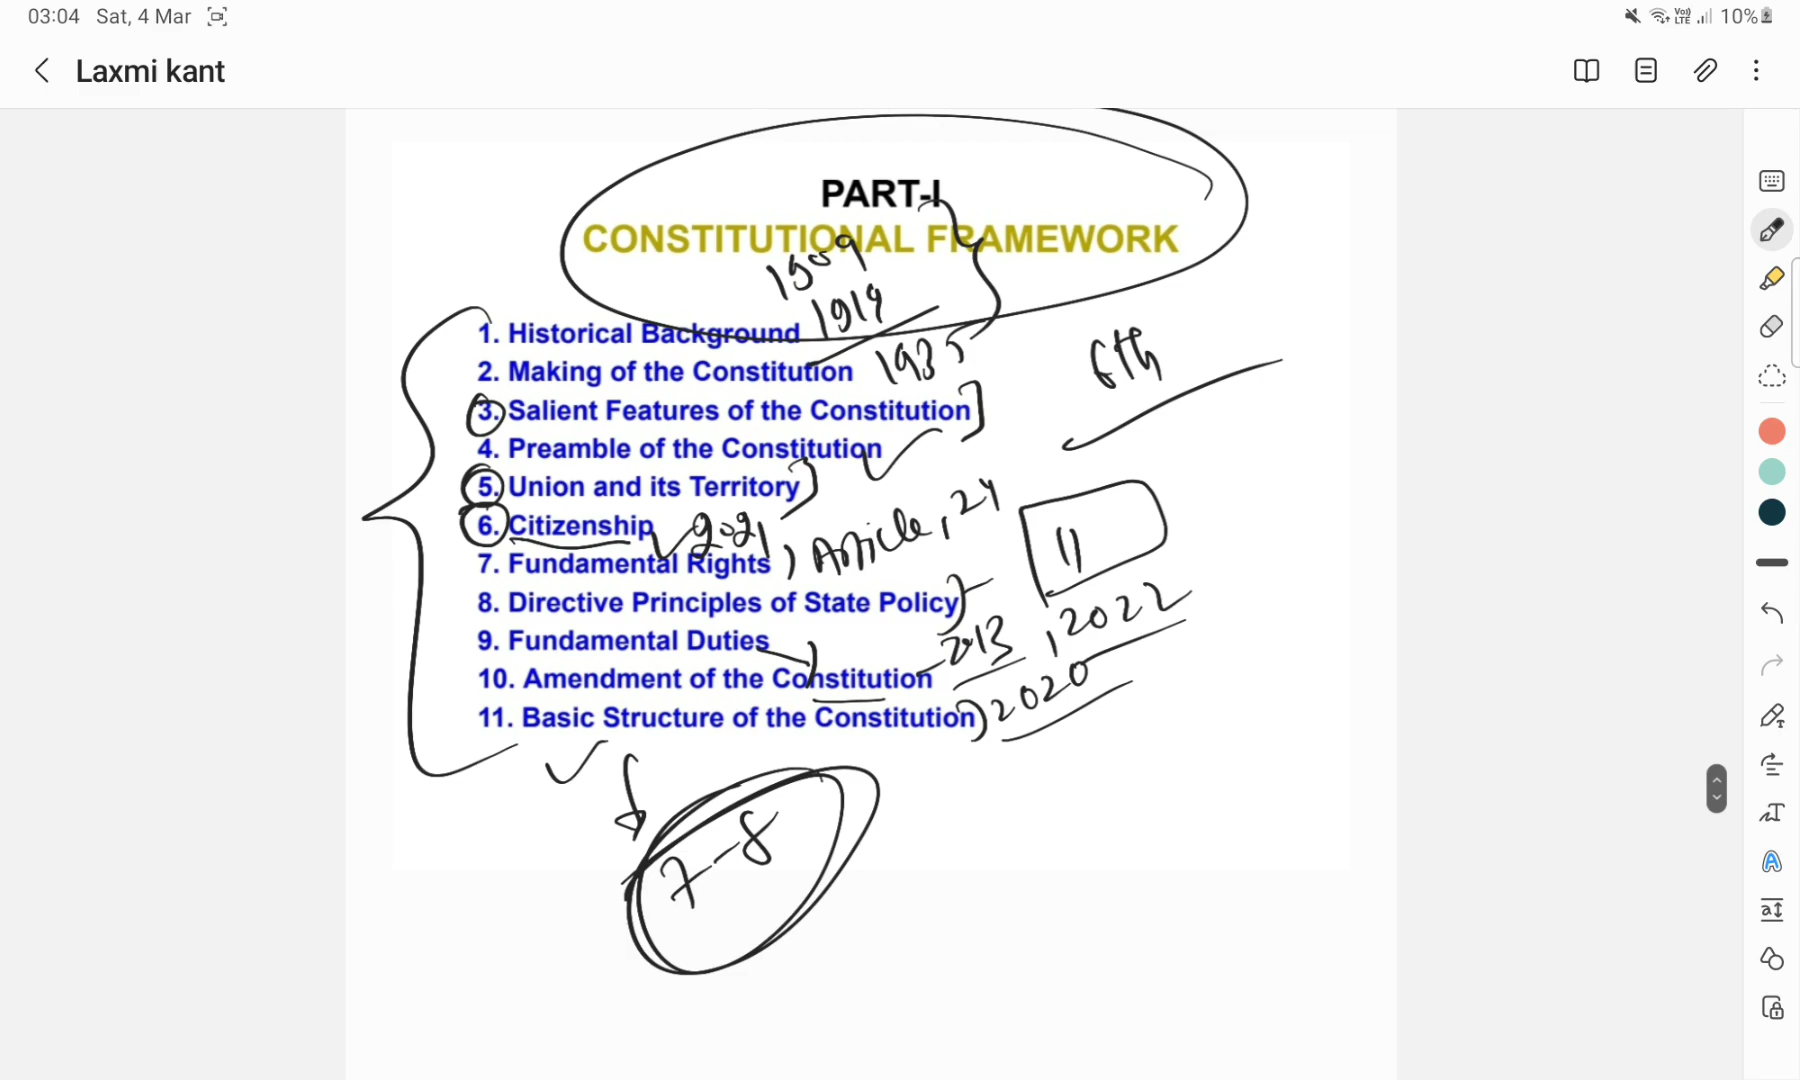 03:04 Sat, 4 Mar
10%
Laxmi kant
PART-I
CONSTITUTIONAL FRAMEWORK
1909
1919
1. Historical Background
2. Making of the Constitution 1935
6th
3. Salient Features of the Constitution
4. Preamble of the Constitution
5. Union and its Territory
6. Citizenship 2021
7. Fundamental Rights Article, 24
11
8. Directive Principles of State Policy
9. Fundamental Duties
2013, 2022
10. Amendment of the Constitution
11. Basic Structure of the Constitution 2020
7-8